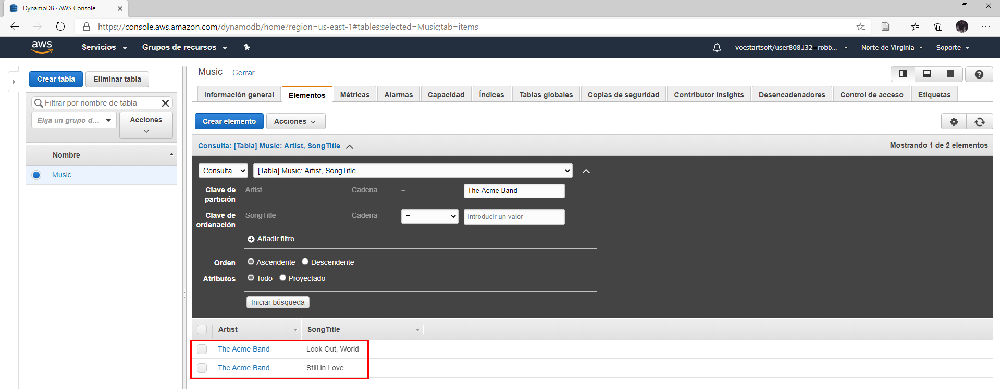 DynamoDB · AWS Console
https://console.aws.amazon.com/dynamodb/home?region=us-east-1#tables:selected=Music;tab=items
aws
Servicios
Grupos de recursos
vocstartsoft/user808132=robb...
Norte de Virginia
Soporte
Crear tabla
Eliminar tabla
Filtrar por nombre de tabla
Elija un grupo d...
Acciones
Nombre
Music
Music
Cerrar
Información general
Elementos
Métricas
Alarmas
Capacidad
Índices
Tablas globales
Copias de seguridad
Contributor Insights
Desencadenadores
Control de acceso
Etiquetas
Crear elemento
Acciones
Consulta: [Tabla] Music: Artist, SongTitle
Mostrando 1 de 2 elementos
Consulta
[Tabla] Music: Artist, SongTitle
Clave de
partición
Artist
Cadena
=
The Acme Band
Clave de
ordenación
SongTitle
Cadena
=
Introducir un valor
Añadir filtro
Orden
Ascendente
Descendente
Atributos
Todo
Proyectado
Iniciar búsqueda
Artist
SongTitle
The Acme Band
Look Out, World
The Acme Band
Still in Love